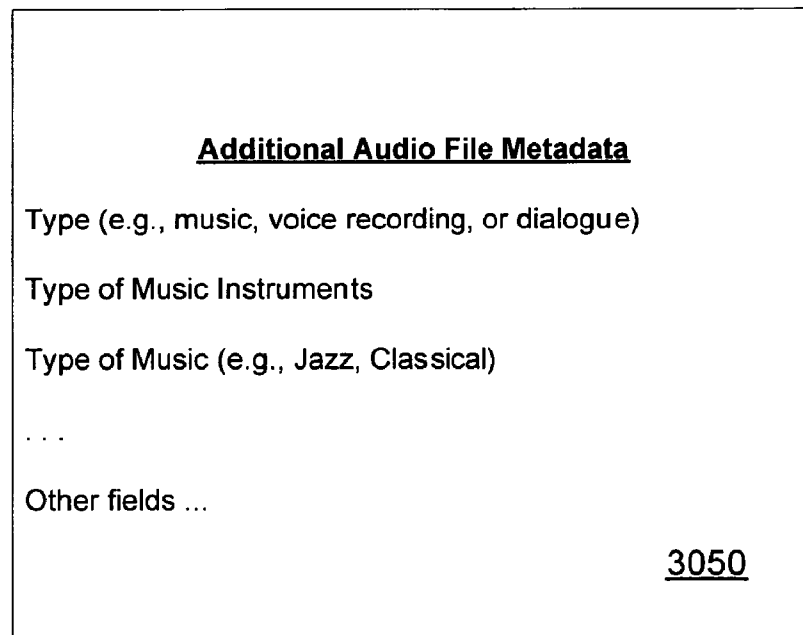 Additional Audio File Metadata
Type (e.g., music, voice recording, or dialogue)
Type of Music Instruments
Type of Music (e.g., Jazz, Classical)
. . .
Other fields ...
3050